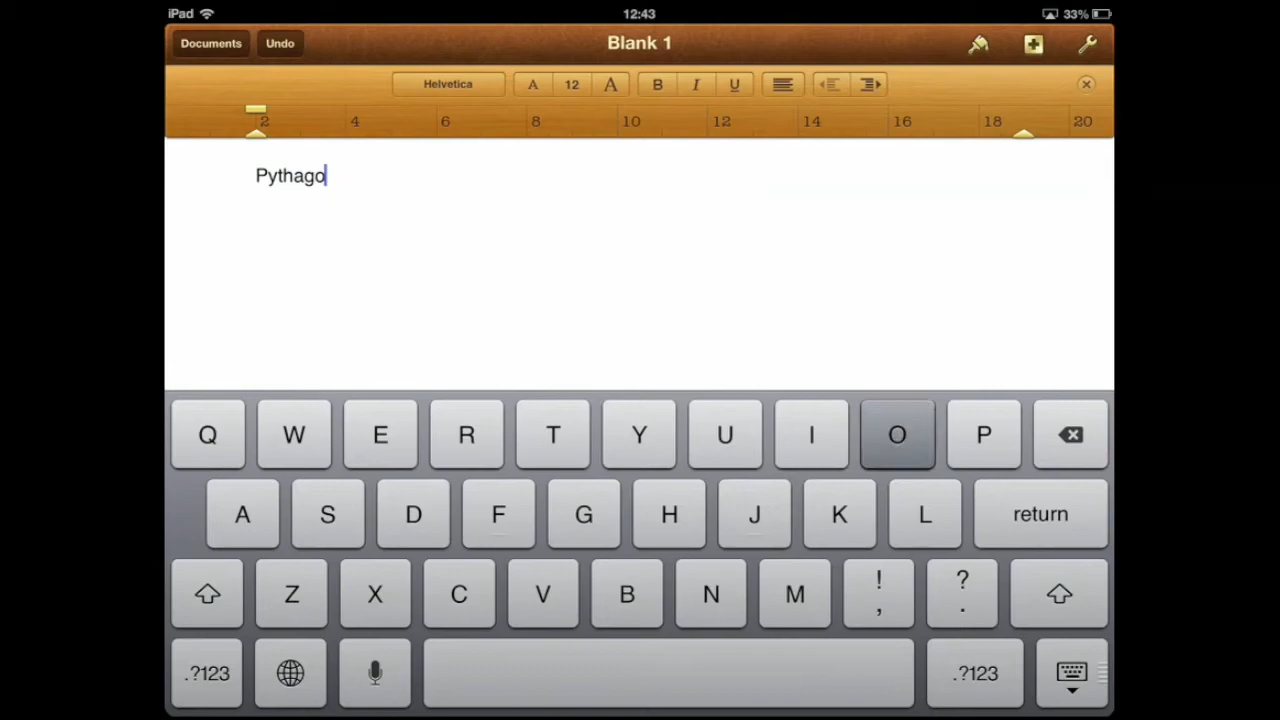 iPad 12:43 33%
Documents Undo Blank 1
Helvetica A 12 A B I U
2 4 6 8 10 12 14 16 18 20
Pythago
Q W E R T Y U I O P
A S D F G H J K L return
Z X C V B N M ! , ? .
.?123 .?123